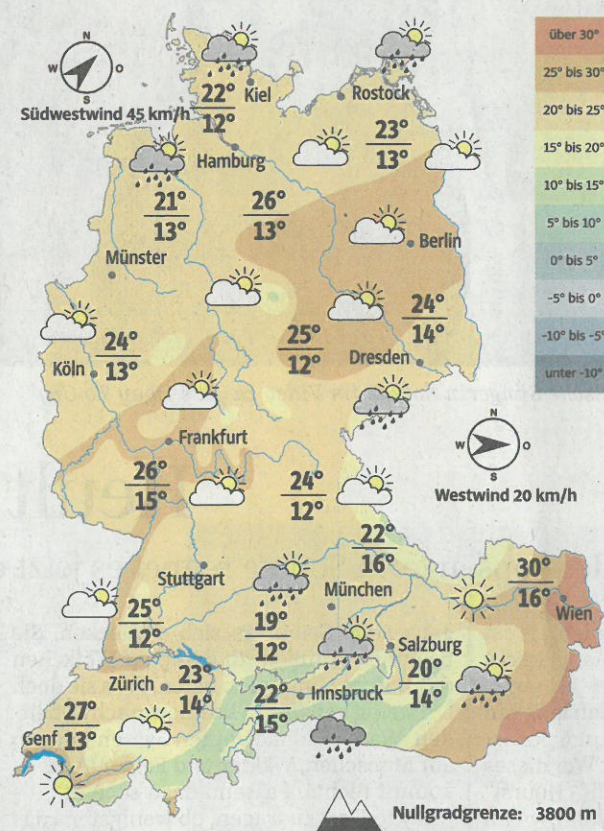 N
W O
S
Südwestwind 45 km/h
über 30°
25° bis 30°
20° bis 25°
15° bis 20°
10° bis 15°
5° bis 10°
0° bis 5°
-5° bis 0°
-10° bis -5°
unter -10°
22°
12°
Kiel
Rostock
23°
13°
Hamburg
21°
13°
26°
13°
Berlin
Münster
24°
13°
Köln
25°
12°
24°
14°
Dresden
Frankfurt
26°
15°
24°
12°
N
W O
S
Westwind 20 km/h
22°
16°
Stuttgart
München
30°
16°
Wien
25°
12°
19°
12°
Salzburg
20°
14°
Zürich
23°
14°
22°
15°
Innsbruck
27°
13°
Genf
Nullgradgrenze: 3800 m